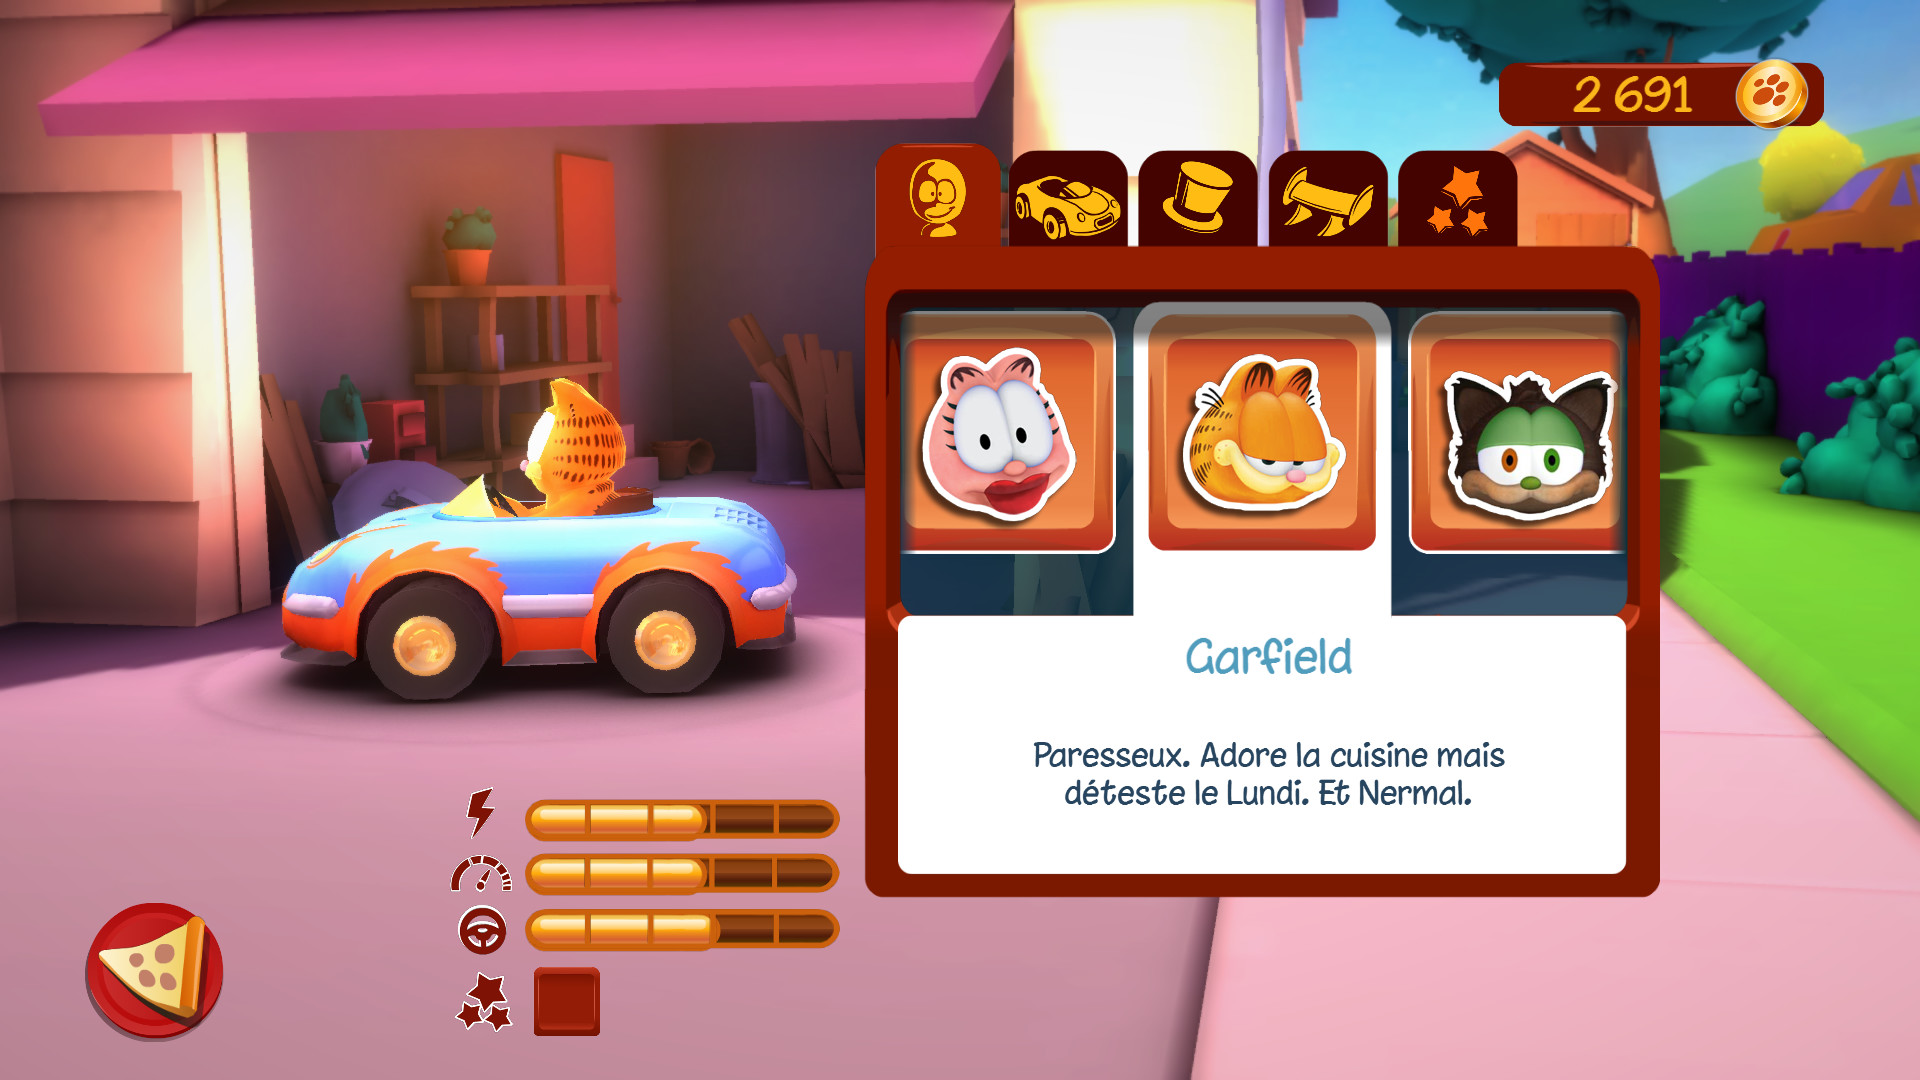 2 691
Garfield
Paresseux. Adore la cuisine mais
déteste le Lundi. Et Nermal.